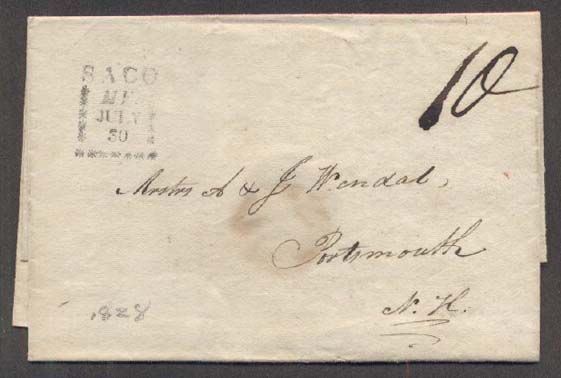 SACO
ME.
JULY
30
10
Messrs A & J Wendal,
Portsmouth
N. H.
1828